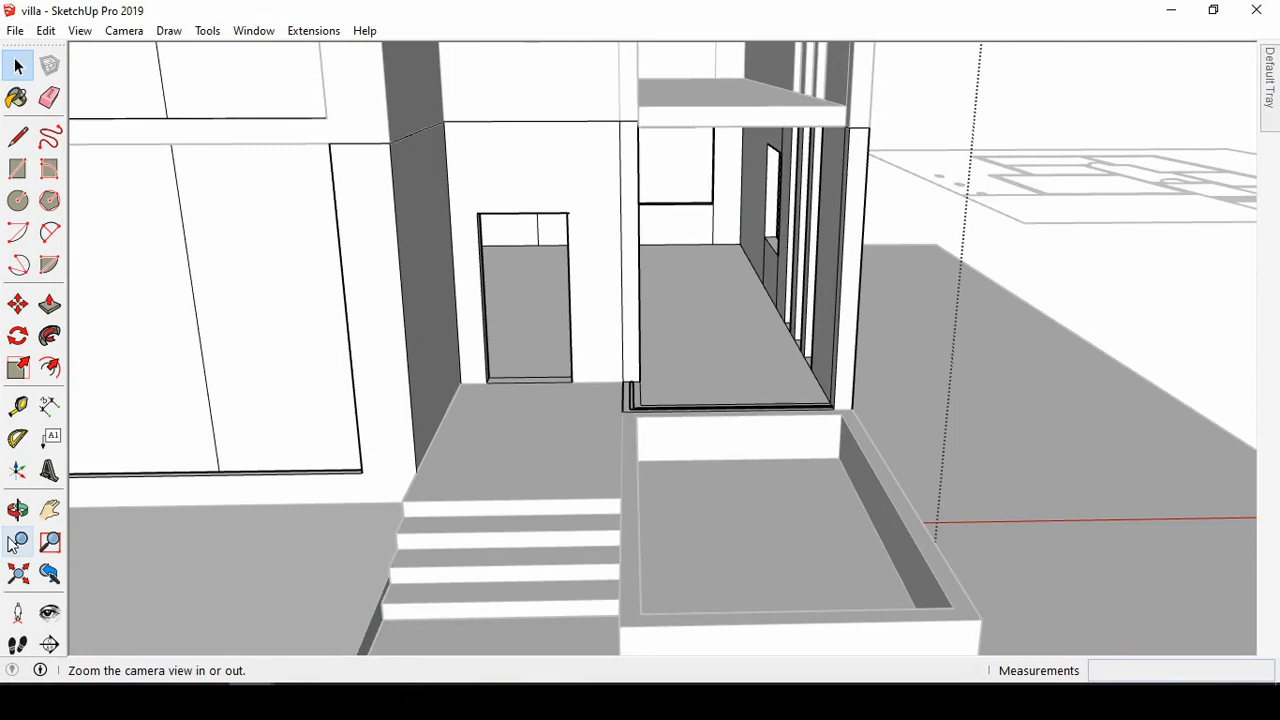 villa - SketchUp Pro 2019
File Edit View Camera Draw Tools Window Extensions Help
Default Tray
A1
Zoom the camera view in or out.
Measurements